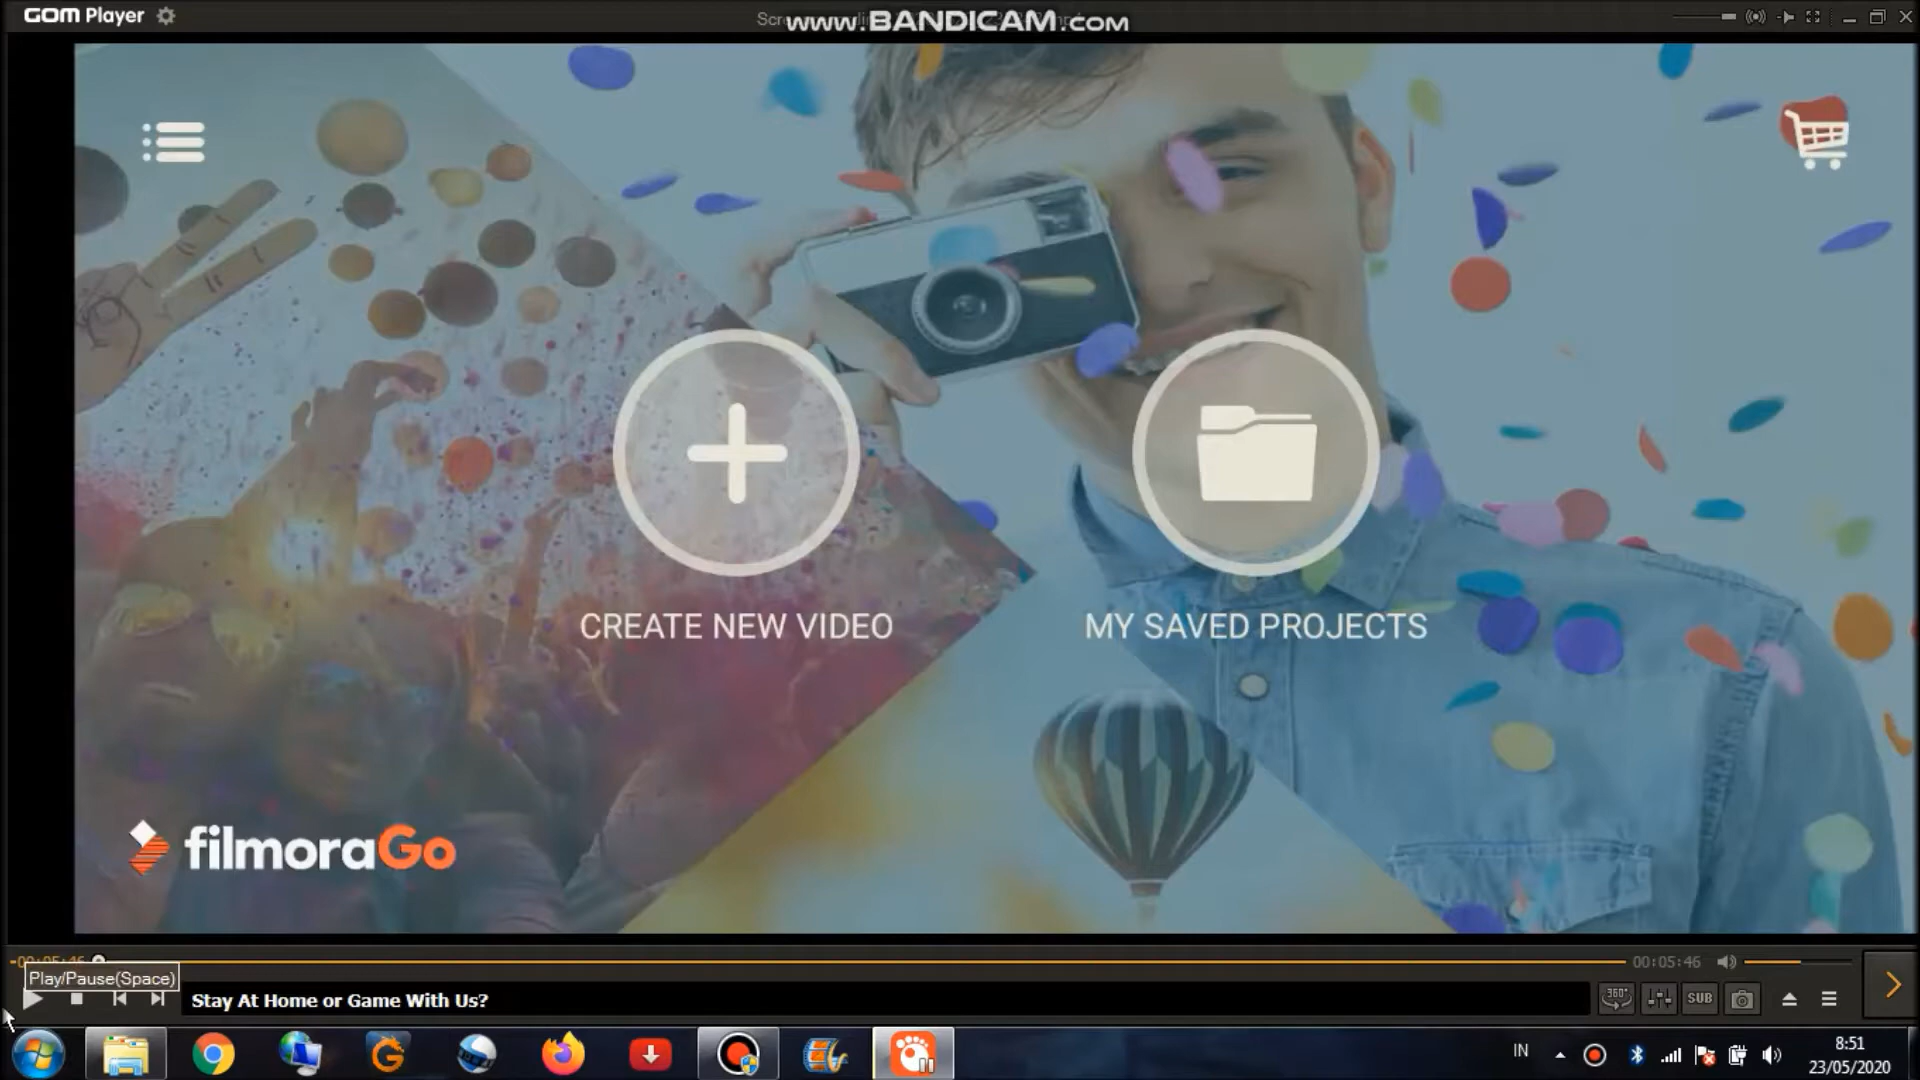 GOM Player
www.BANDICAM.com
CREATE NEW VIDEO
MY SAVED PROJECTS
filmoraGo
00:05:46
Play/Pause(Space)
Stay At Home or Game With Us?
360°
SUB
IN
8:51
23/05/2020